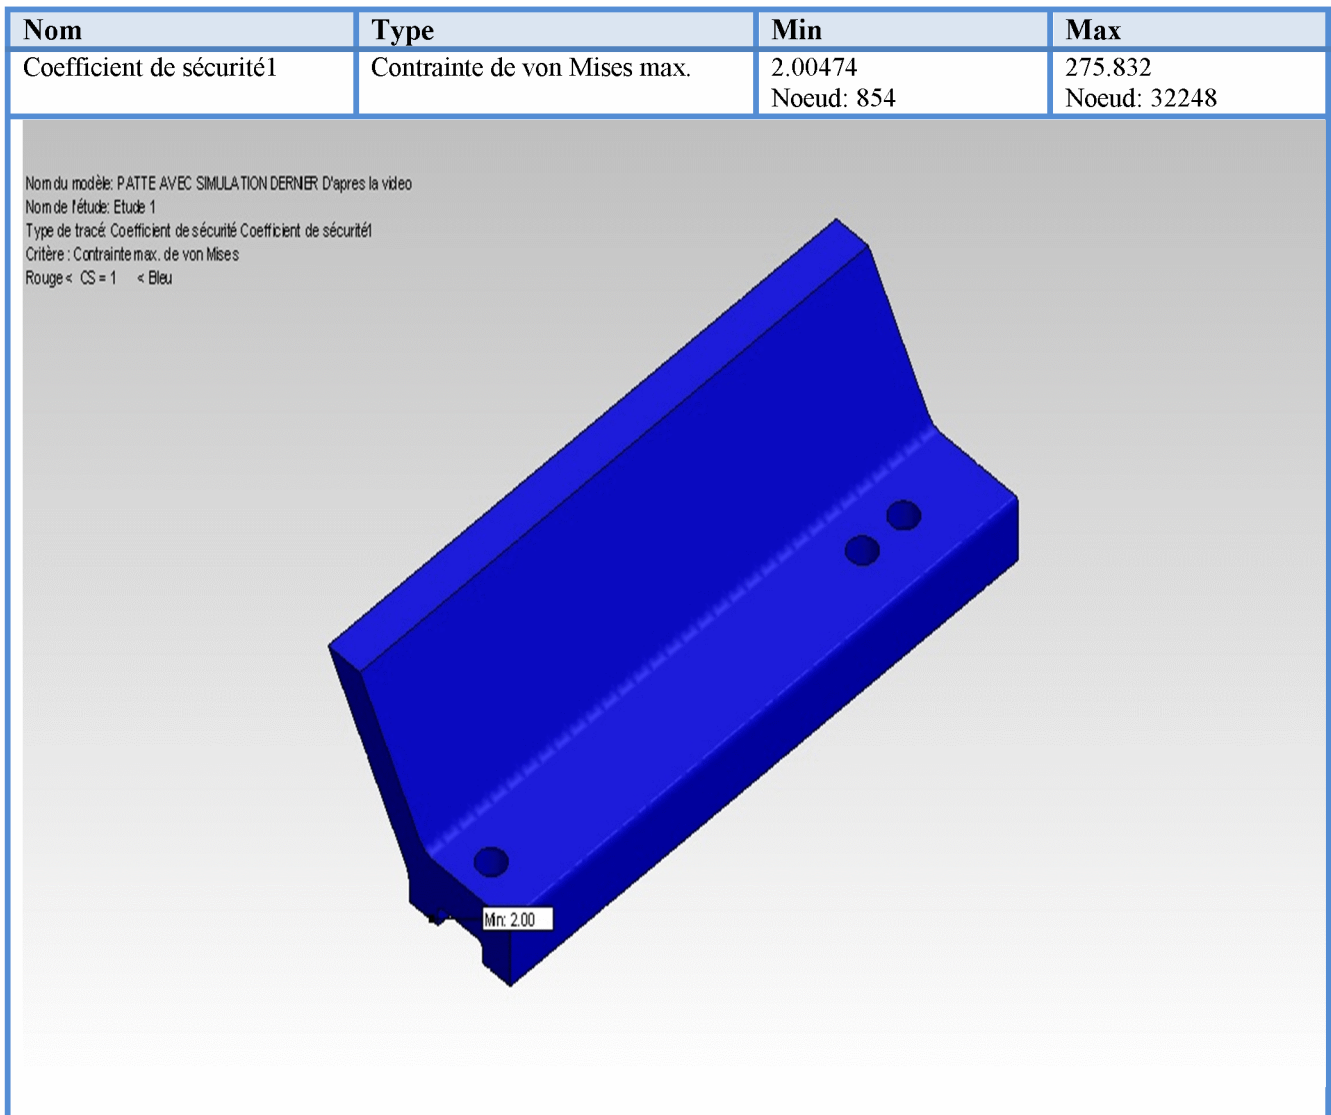 Nom Type Min Max
Coefficient de sécurité1 Contrainte de von Mises max. 2.00474 275.832
Noeud: 854 Noeud: 32248
Nom du modèle: PATTE AVEC SIMULATION DERNIER D'apres la video
Nom de l'étude: Etude 1
Type de tracé: Coefficient de sécurité Coefficient de sécurité1
Critère : Contrainte max. de von Mises
Rouge < CS = 1 < Bleu
Min: 2.00